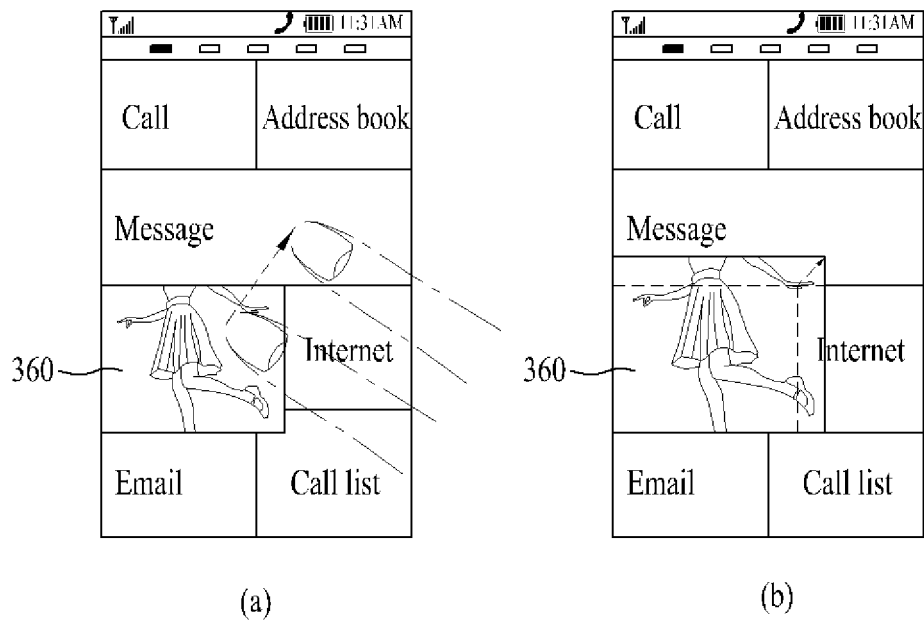 11:31AM
Call
Address book
Message
360
Internet
Email
Call list
(a)
11:31AM
Call
Address book
Message
360
Internet
Email
Call list
(b)